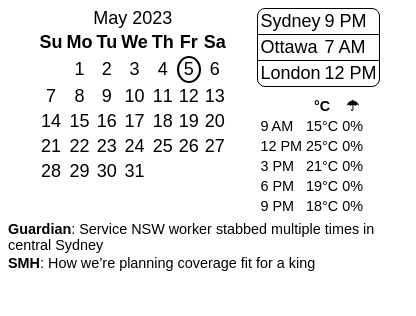 May 2023
Su Mo Tu We Th Fr Sa
1 2 3 4 5 6
7 8 9 10 11 12 13
14 15 16 17 18 19 20
21 22 23 24 25 26 27
28 29 30 31
Sydney 9 PM
Ottawa 7 AM
London 12 PM
°C ☂
9 AM 15°C 0%
12 PM 25°C 0%
3 PM 21°C 0%
6 PM 19°C 0%
9 PM 18°C 0%
Guardian: Service NSW worker stabbed multiple times in
central Sydney
SMH: How we’re planning coverage fit for a king